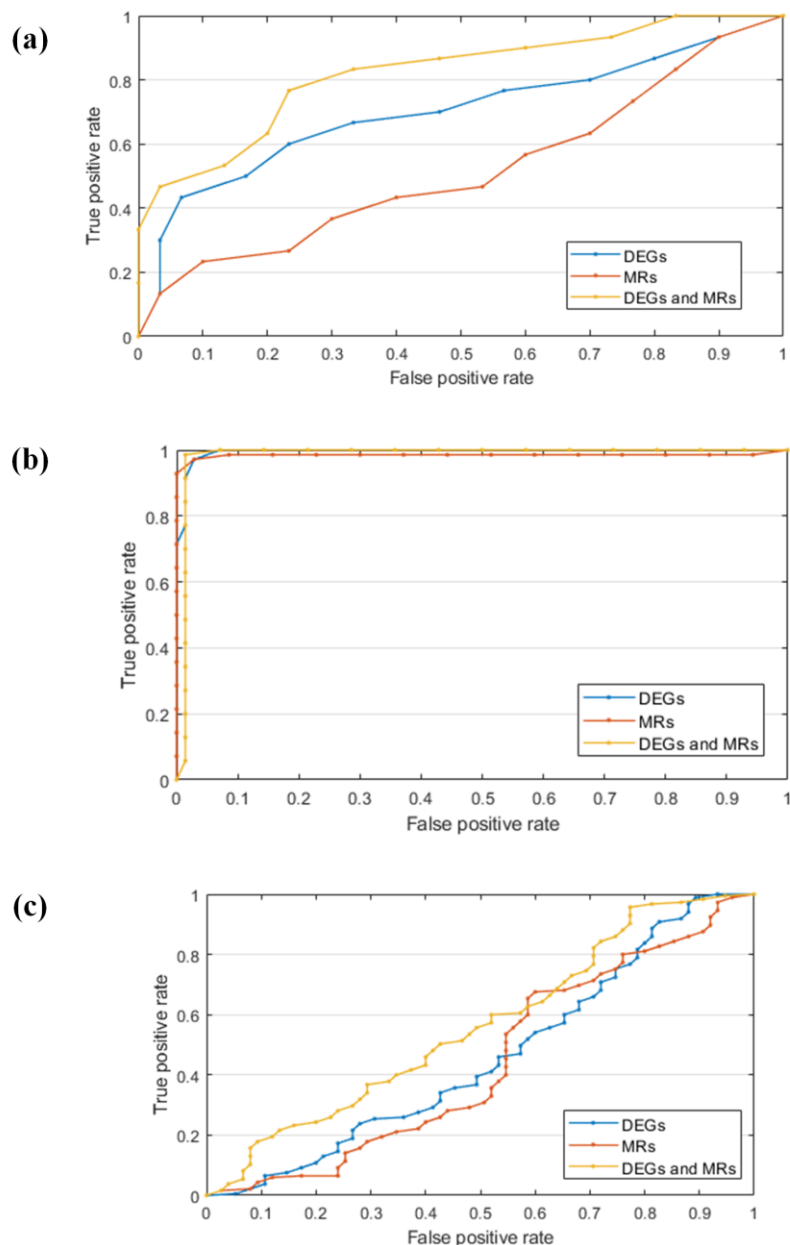 (a)
1
0.8
0.6
0.4
0.2
0
True positive rate
DEGs
MRs
DEGs and MRs
0 0.1 0.2 0.3 0.4 0.5 0.6 0.7 0.8 0.9 1
False positive rate
(b)
1
0.8
0.6
0.4
0.2
0
True positive rate
DEGs
MRs
DEGs and MRs
0 0.1 0.2 0.3 0.4 0.5 0.6 0.7 0.8 0.9 1
False positive rate
(c)
1
0.8
0.6
0.4
0.2
0
True positive rate
DEGs
MRs
DEGs and MRs
0 0.1 0.2 0.3 0.4 0.5 0.6 0.7 0.8 0.9 1
False positive rate